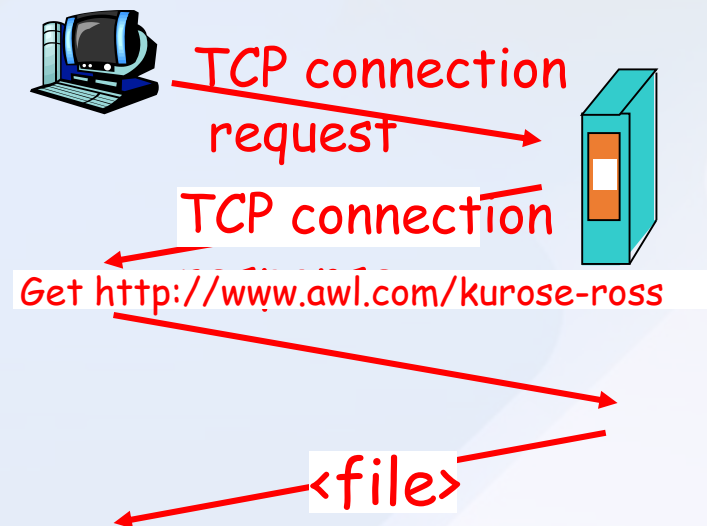 TCP connection
request
TCP connection
Get http://www.awl.com/kurose-ross
<file>